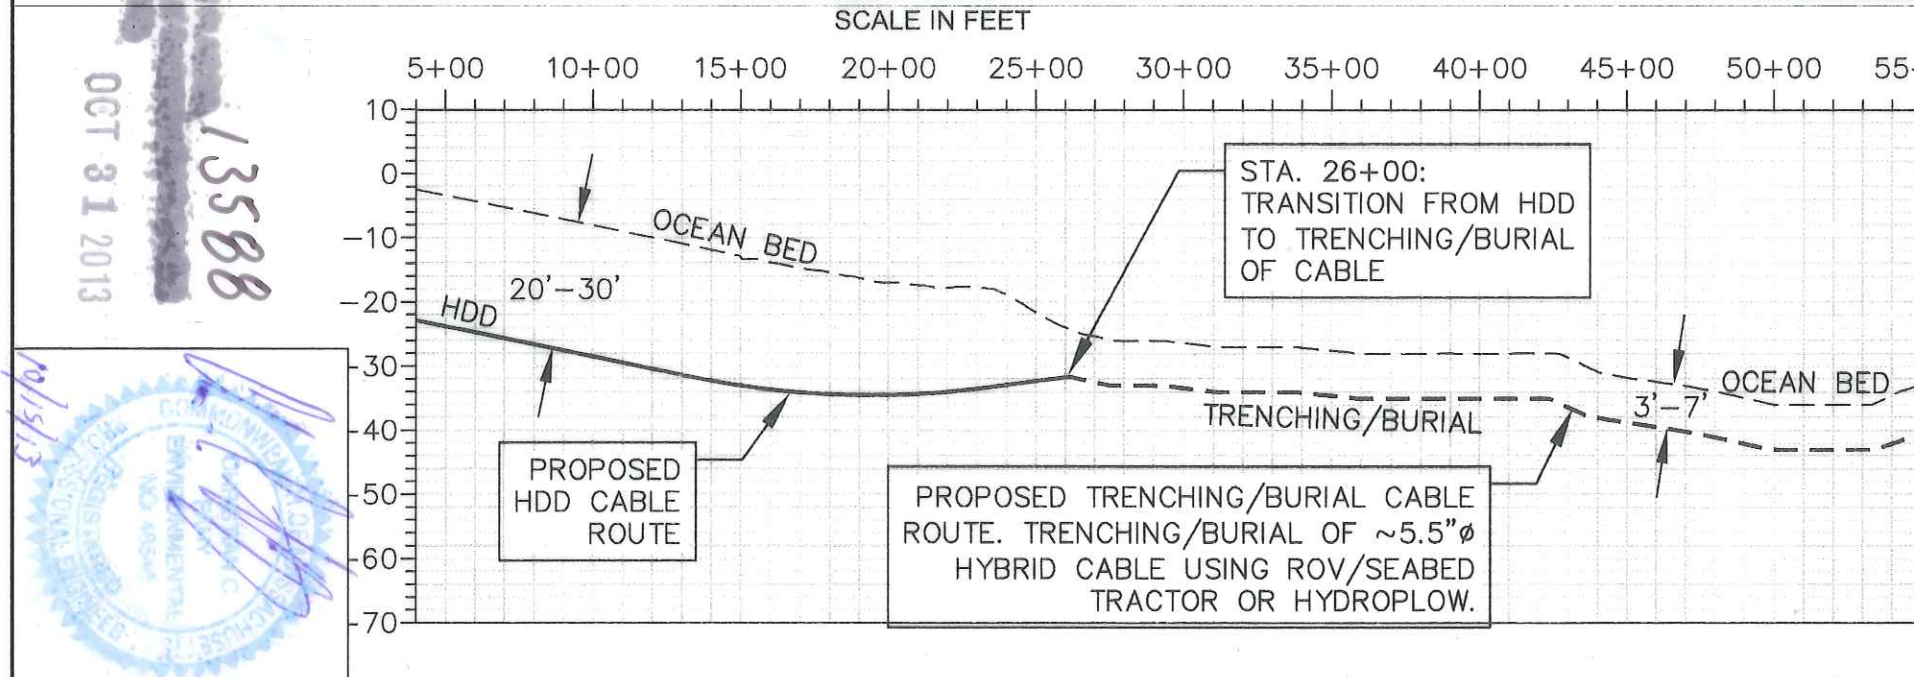 SCALE IN FEET
5+00 10+00 15+00 20+00 25+00 30+00 35+00 40+00 45+00 50+00 55+
10
0
-10
-20
-30
-40
-50
-60
-70
OCEAN BED
20'-30'
HDD
STA. 26+00:
TRANSITION FROM HDD
TO TRENCHING/BURIAL
OF CABLE
OCEAN BED
3'-7'
TRENCHING/BURIAL
PROPOSED
HDD CABLE
ROUTE
PROPOSED TRENCHING/BURIAL CABLE
ROUTE. TRENCHING/BURIAL OF ~5.5"ø
HYBRID CABLE USING ROV/SEABED
TRACTOR OR HYDROPLOW.
13588
OCT 31 2013
10/15/13
ENVIRONMENTAL